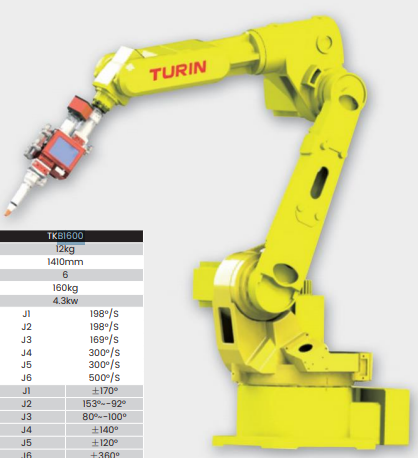 TURIN
TKB1600
12kg
1410mm
6
160kg
4.3kw
J1 198°/S
J2 198°/S
J3 169°/S
J4 300°/S
J5 300°/S
J6 500°/S
J1 ±170°
J2 153°--92°
J3 80°--100°
J4 ±140°
J5 ±120°
J6 ±360°